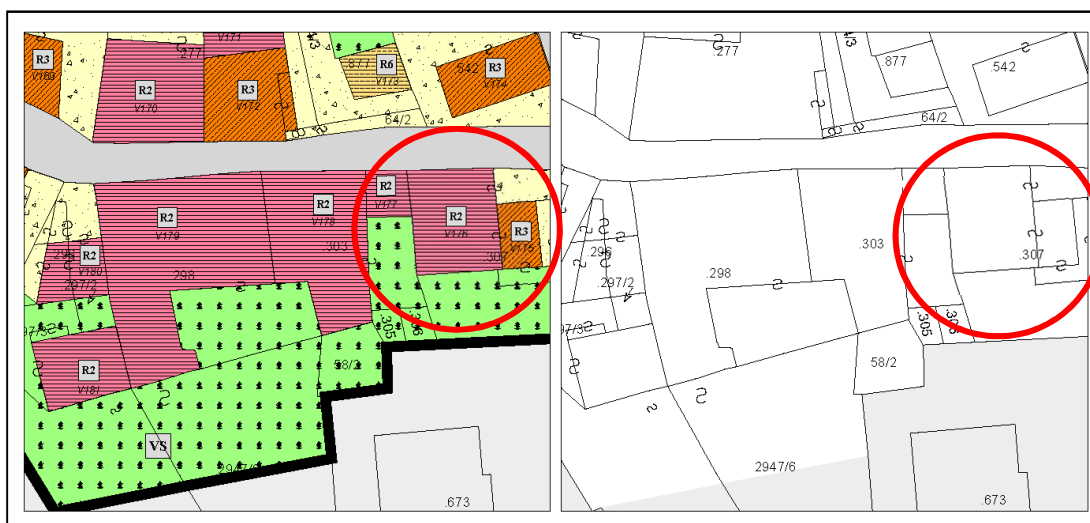 V171
.277
R3
V169
R2
V170
R3
V172
.877
R6
V173
.542
R3
V174
64/2
R2
V177
R2
V176
R2
V178
R2
V179
R3
V175
.303
.307
.296
R2
V180
.298
.297/2
.305
.306
R2
V181
58/2
VS
2947/6
.673
.277
.877
.542
64/2
.303
.307
.296
.298
.297/2
.305
.306
58/2
2947/6
.673